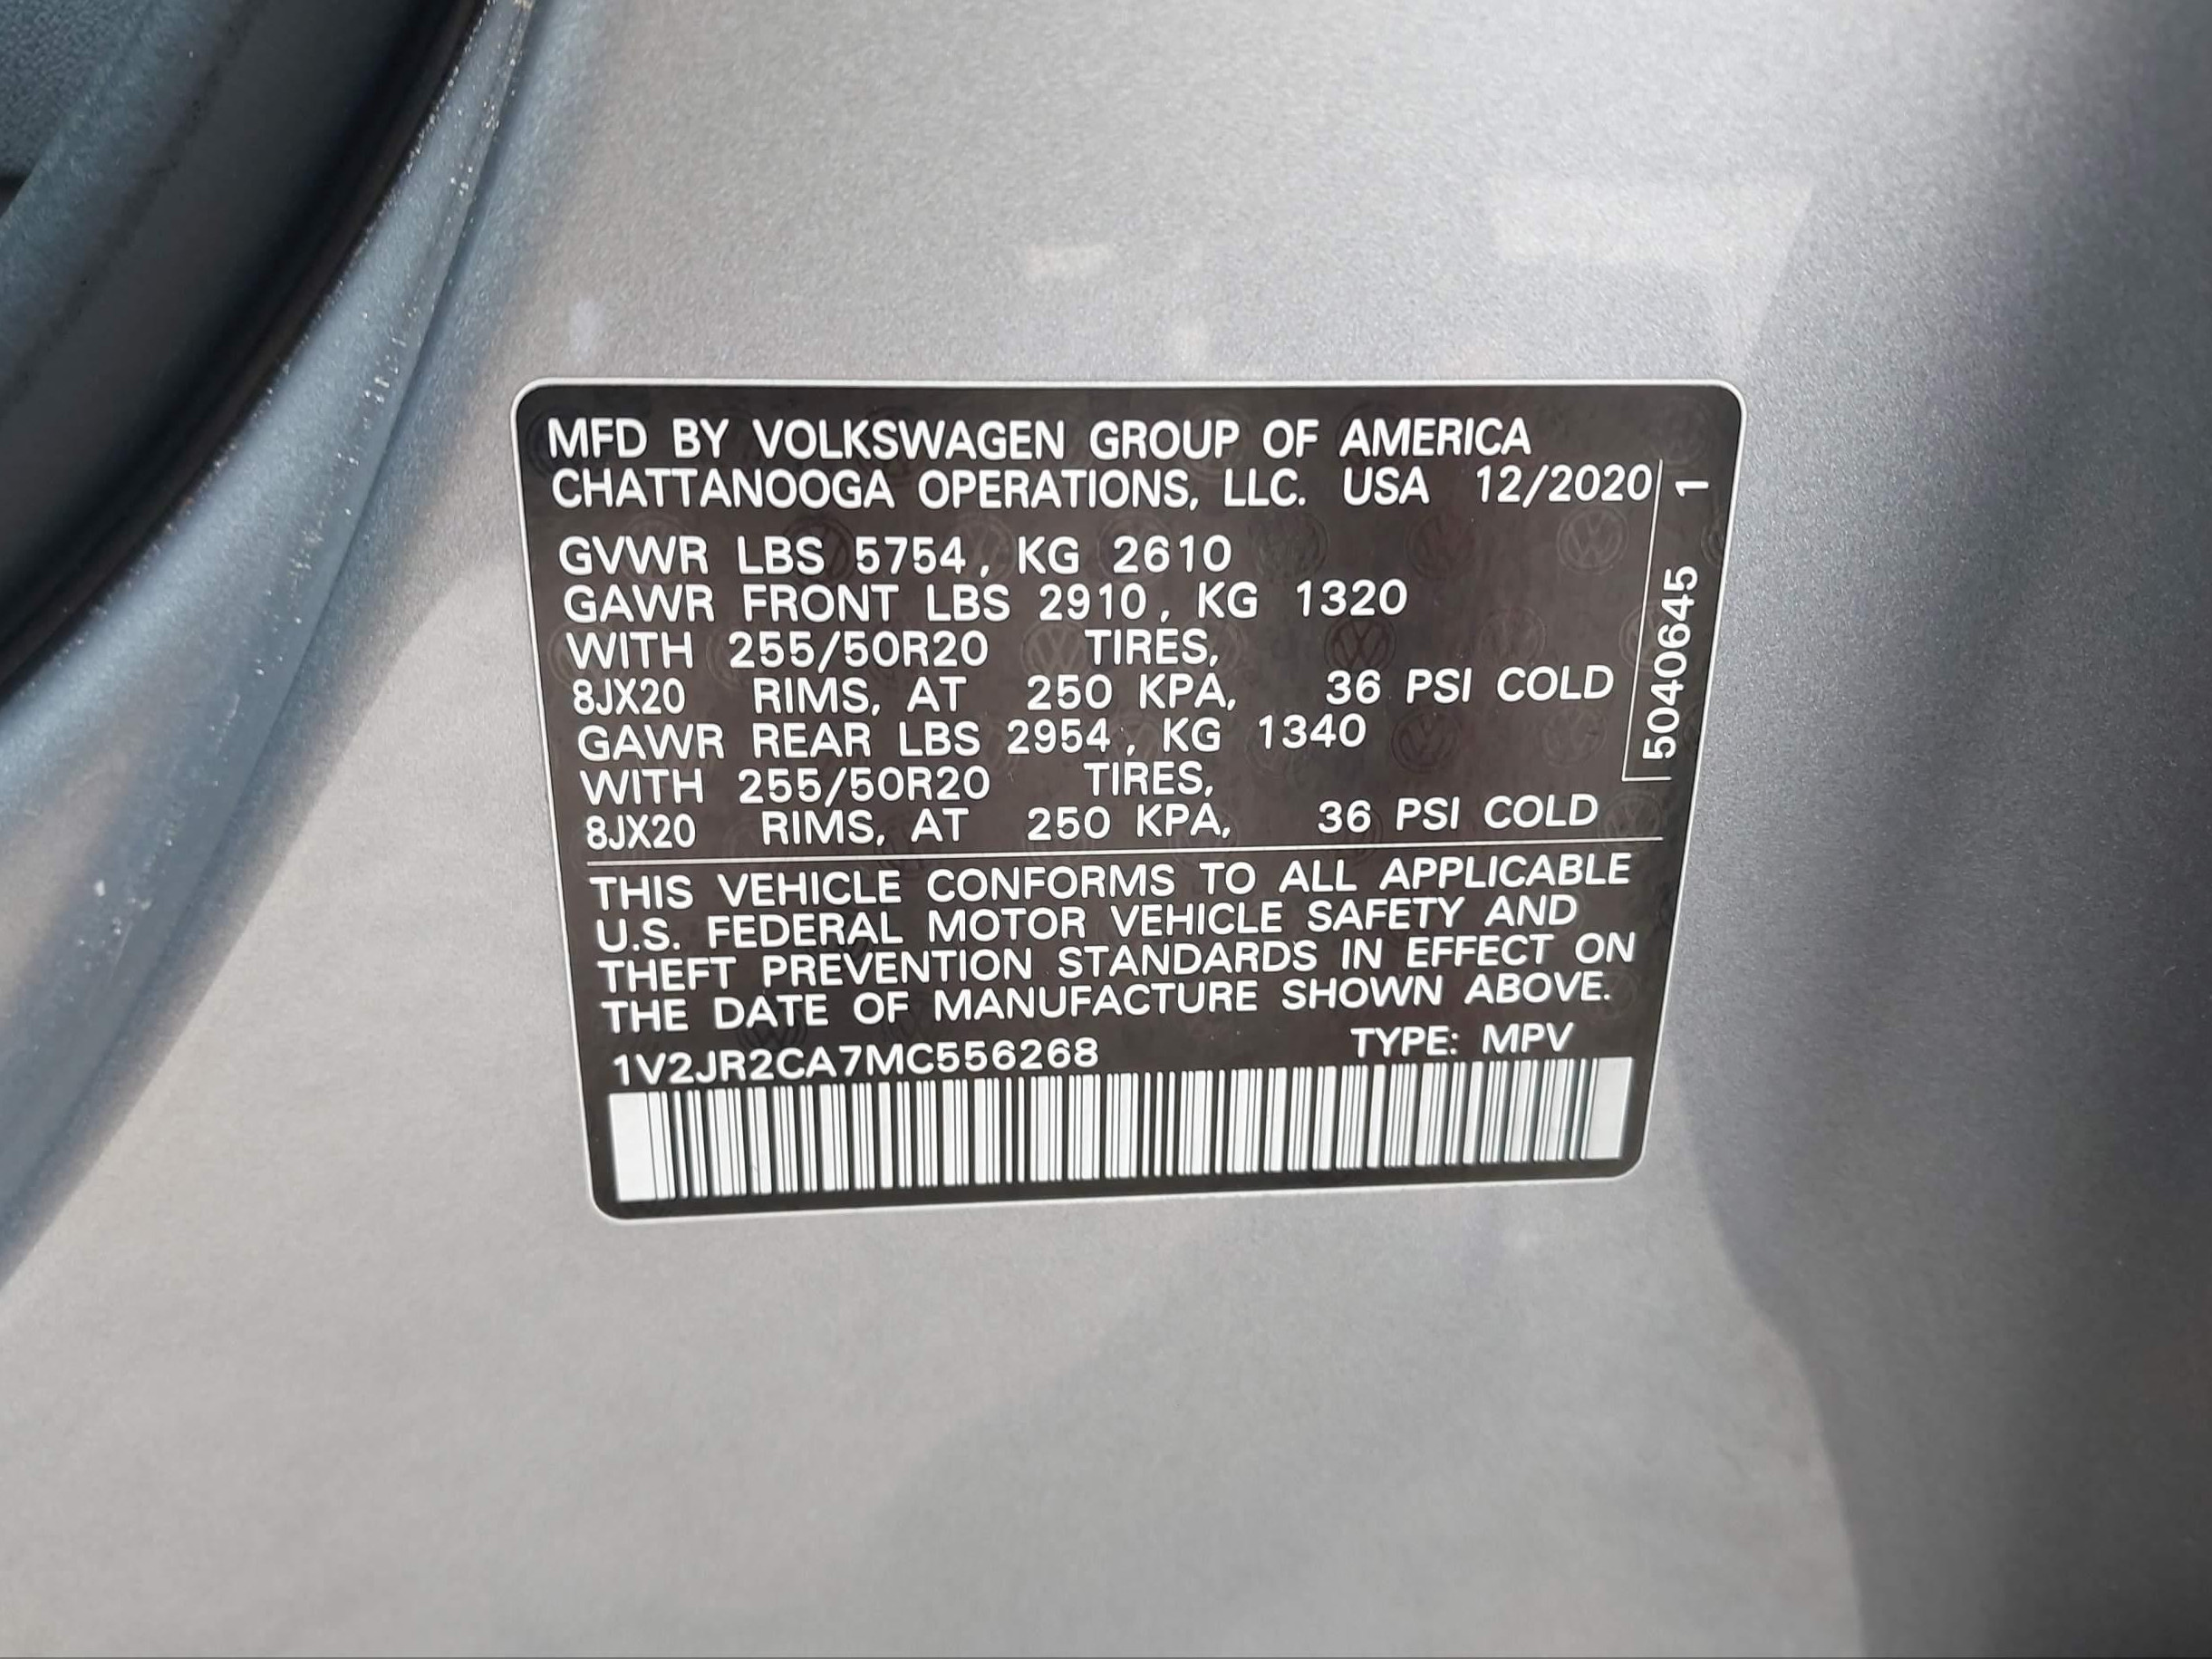 MFD BY VOLKSWAGEN GROUP OF AMERICA
CHATTANOOGA OPERATIONS, LLC. USA 12/2020
GVWR LBS 5754, KG 2610
GAWR FRONT LBS 2910, KG 1320
WITH 255/50R20 TIRES,
8JX20 RIMS, AT 250 KPA, 36 PSI COLD
GAWR REAR LBS 2954, KG 1340
WITH 255/50R20 TIRES,
8JX20 RIMS, AT 250 KPA, 36 PSI COLD
5040645 1
THIS VEHICLE CONFORMS TO ALL APPLICABLE
U.S. FEDERAL MOTOR VEHICLE SAFETY AND
THEFT PREVENTION STANDARDS IN EFFECT ON
THE DATE OF MANUFACTURE SHOWN ABOVE.
1V2JR2CA7MC556268 TYPE: MPV